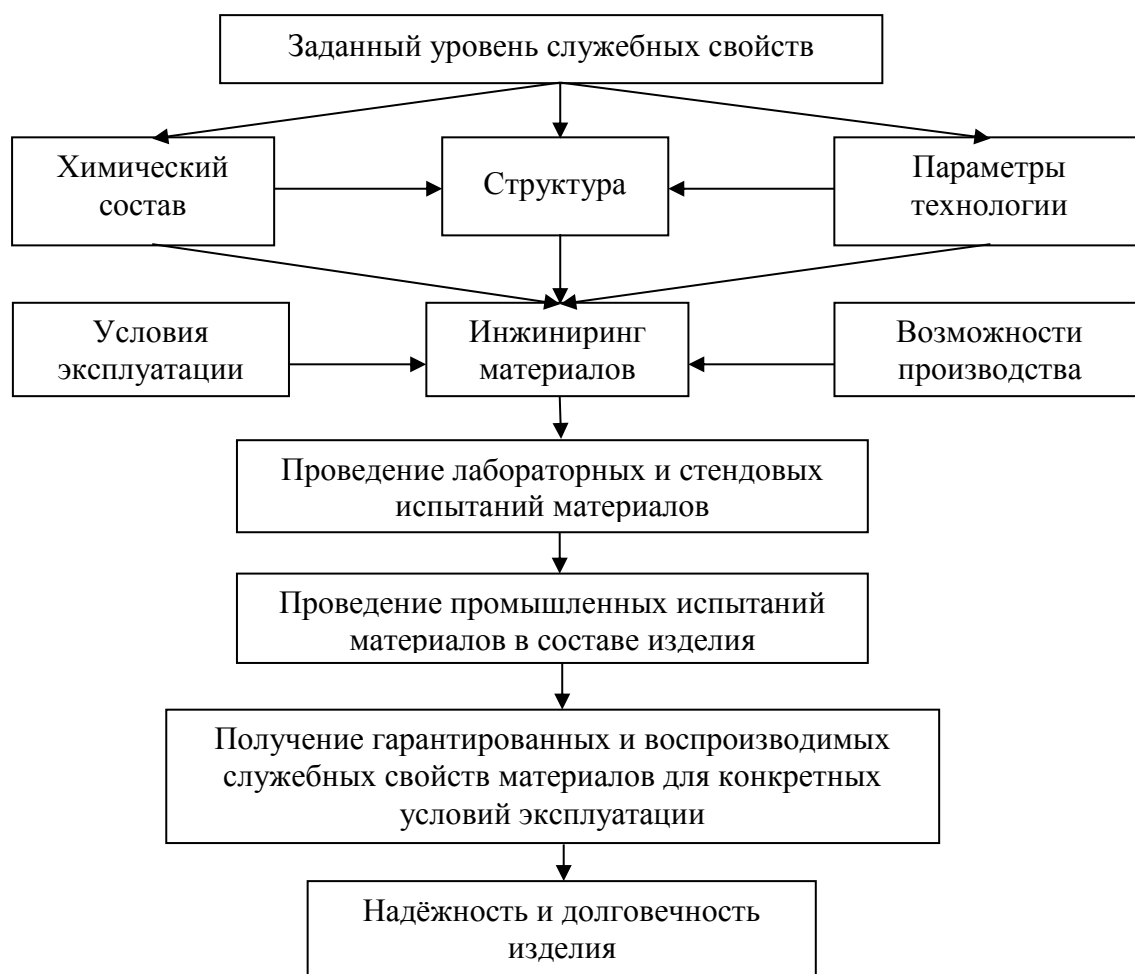 Заданный уровень служебных свойств
Химический
состав
Структура
Параметры
технологии
Условия
эксплуатации
Инжиниринг
материалов
Возможности
производства
Проведение лабораторных и стендовых
испытаний материалов
Проведение промышленных испытаний
материалов в составе изделия
Получение гарантированных и воспроизводимых
служебных свойств материалов для конкретных
условий эксплуатации
Надёжность и долговечность
изделия